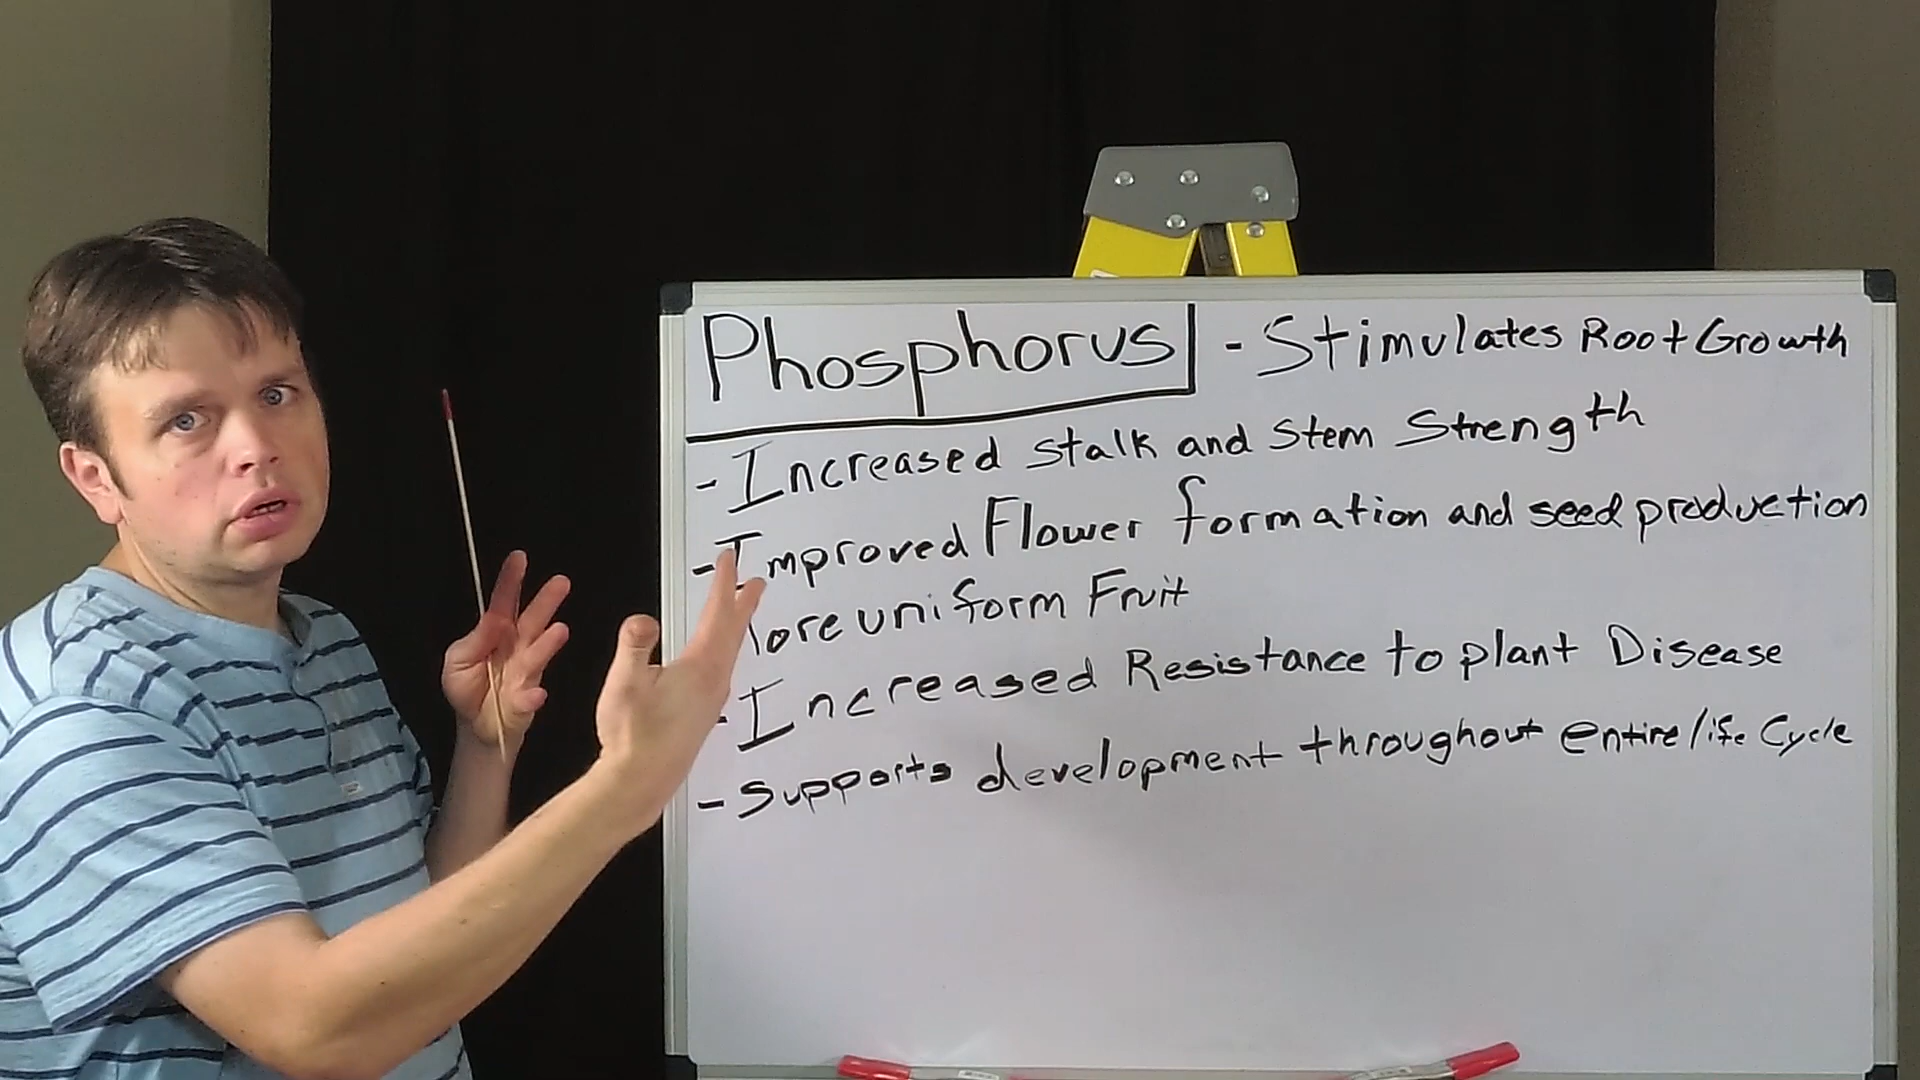 Phosphorus - Stimulates Root Growth
- Increased stalk and Stem Strength
- Improved Flower formation and seed production
uniform Fruit
- Increased Resistance to plant Disease
- Supports development throughout entire life Cycle